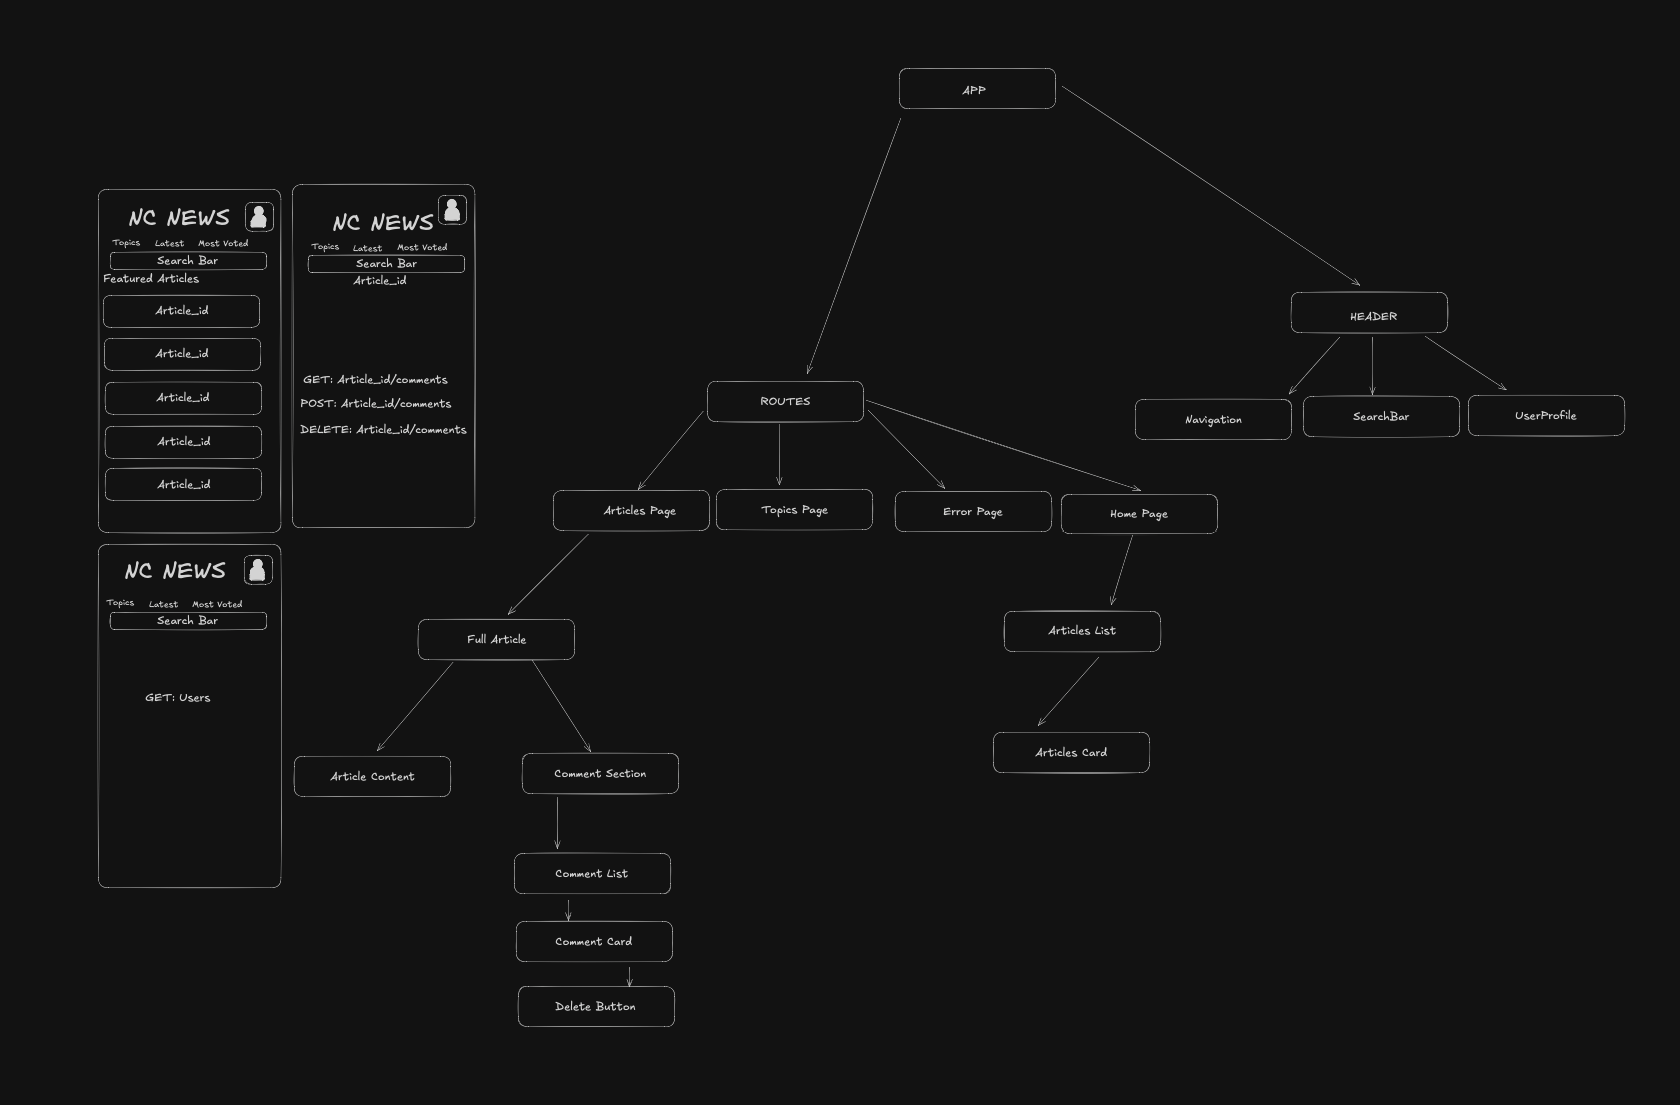 APP
NC NEWS
Topics Latest Most Voted
Search Bar
Featured Articles
Article_id
Article_id
Article_id
Article_id
Article_id
NC NEWS
Topics Latest Most Voted
Search Bar
Article_id
GET: Article_id/comments
POST: Article_id/comments
DELETE: Article_id/comments
NC NEWS
Topics Latest Most Voted
Search Bar
GET: Users
HEADER
Navigation
SearchBar
UserProfile
ROUTES
Articles Page
Topics Page
Error Page
Home Page
Full Article
Articles List
Articles Card
Article Content
Comment Section
Comment List
Comment Card
Delete Button